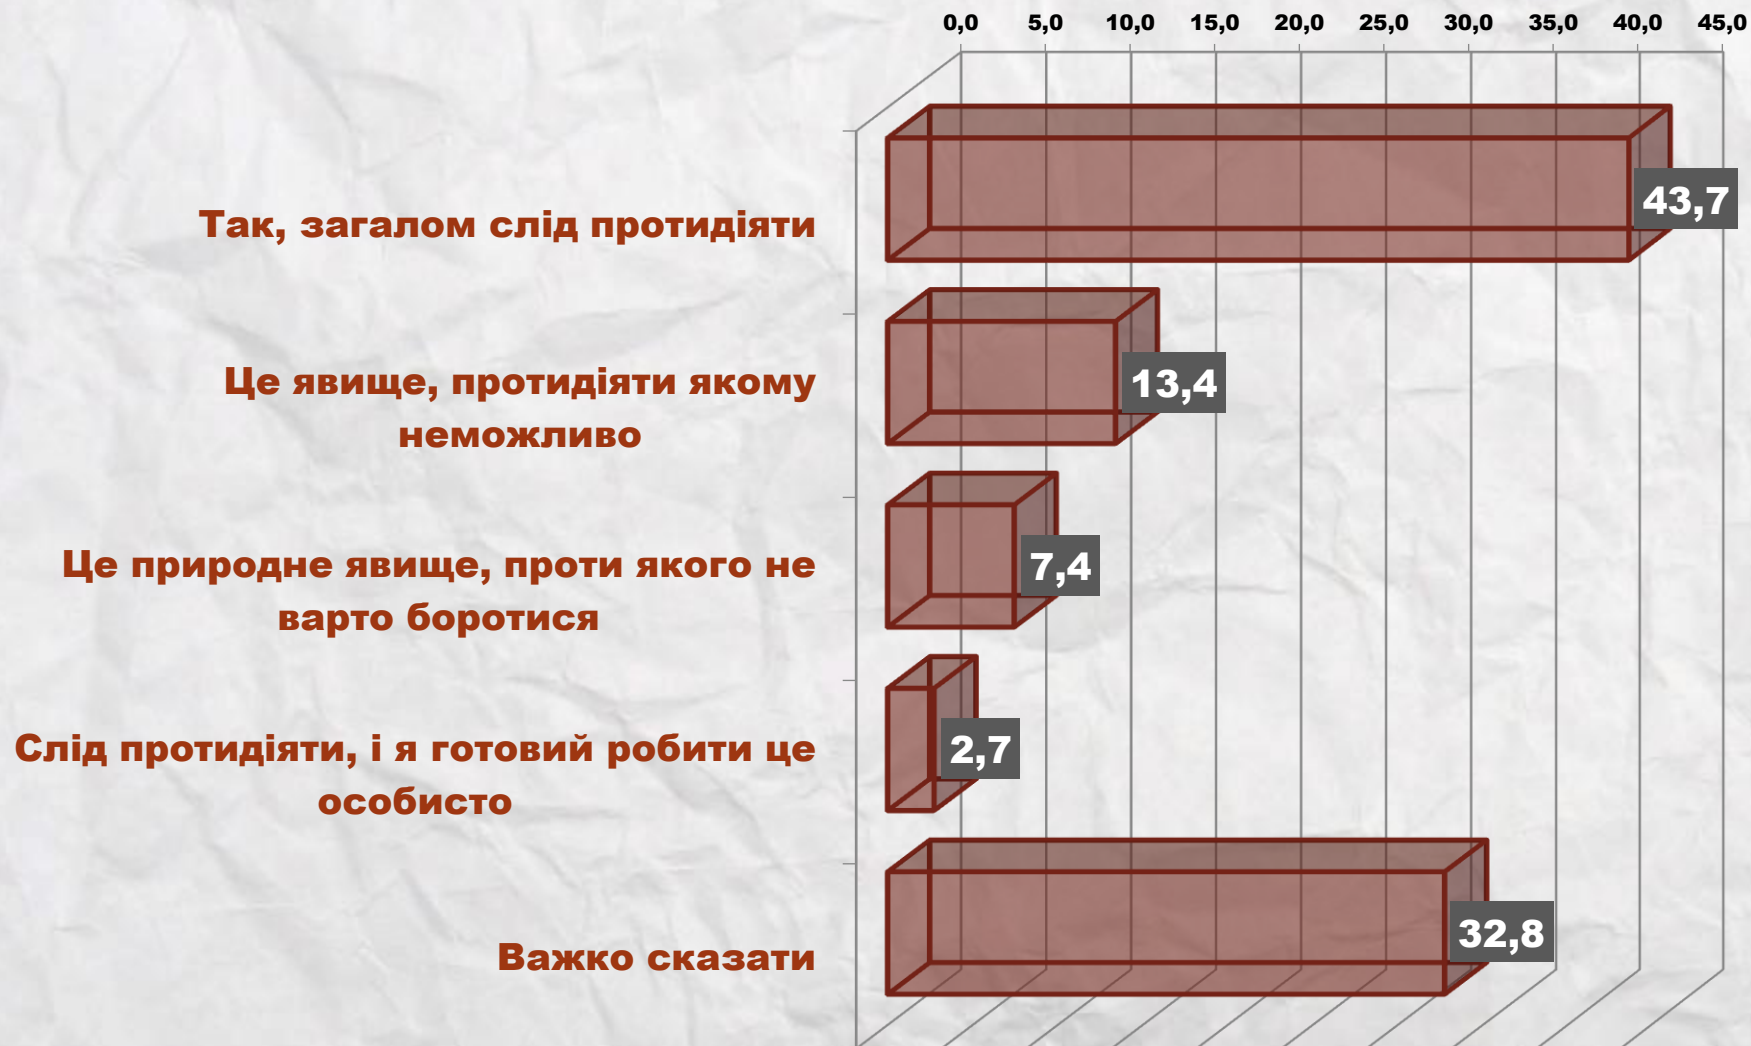 0,0 5,0 10,0 15,0 20,0 25,0 30,0 35,0 40,0 45,0
Так, загалом слід протидіяти
43,7
Це явище, протидіяти якому
неможливо
13,4
Це природне явище, проти якого не
варто боротися
7,4
Слід протидіяти, і я готовий робити це
особисто
2,7
Важко сказати
32,8